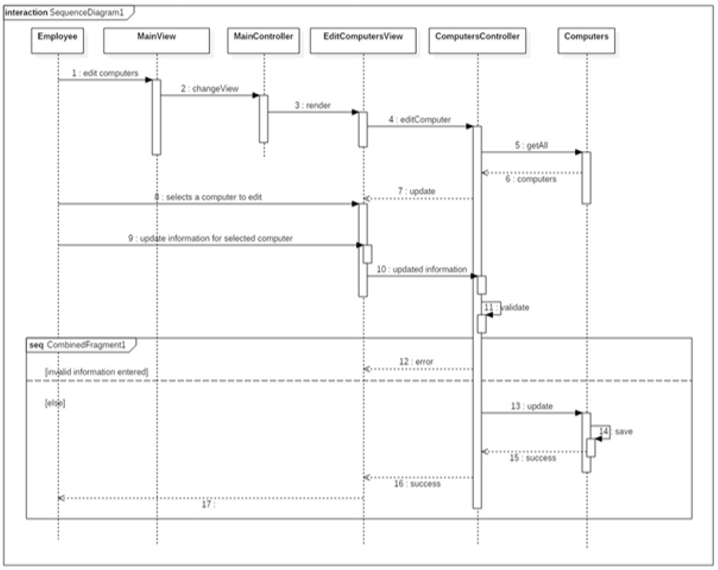 interaction SequenceDiagram1
Employee
MainView
MainController
EditComputersView
ComputersController
Computers
1 : edit computers
2 : changeView
3 : render
4 : editComputer
5 : getAll
6 : computers
7 : update
8 : selects a computer to edit
9 : update information for selected computer
10 : updated information
11 : validate
seq CombinedFragment1
12 : error
[invalid information entered]
[else]
13 : update
14 : save
15 : success
16 : success
17 :